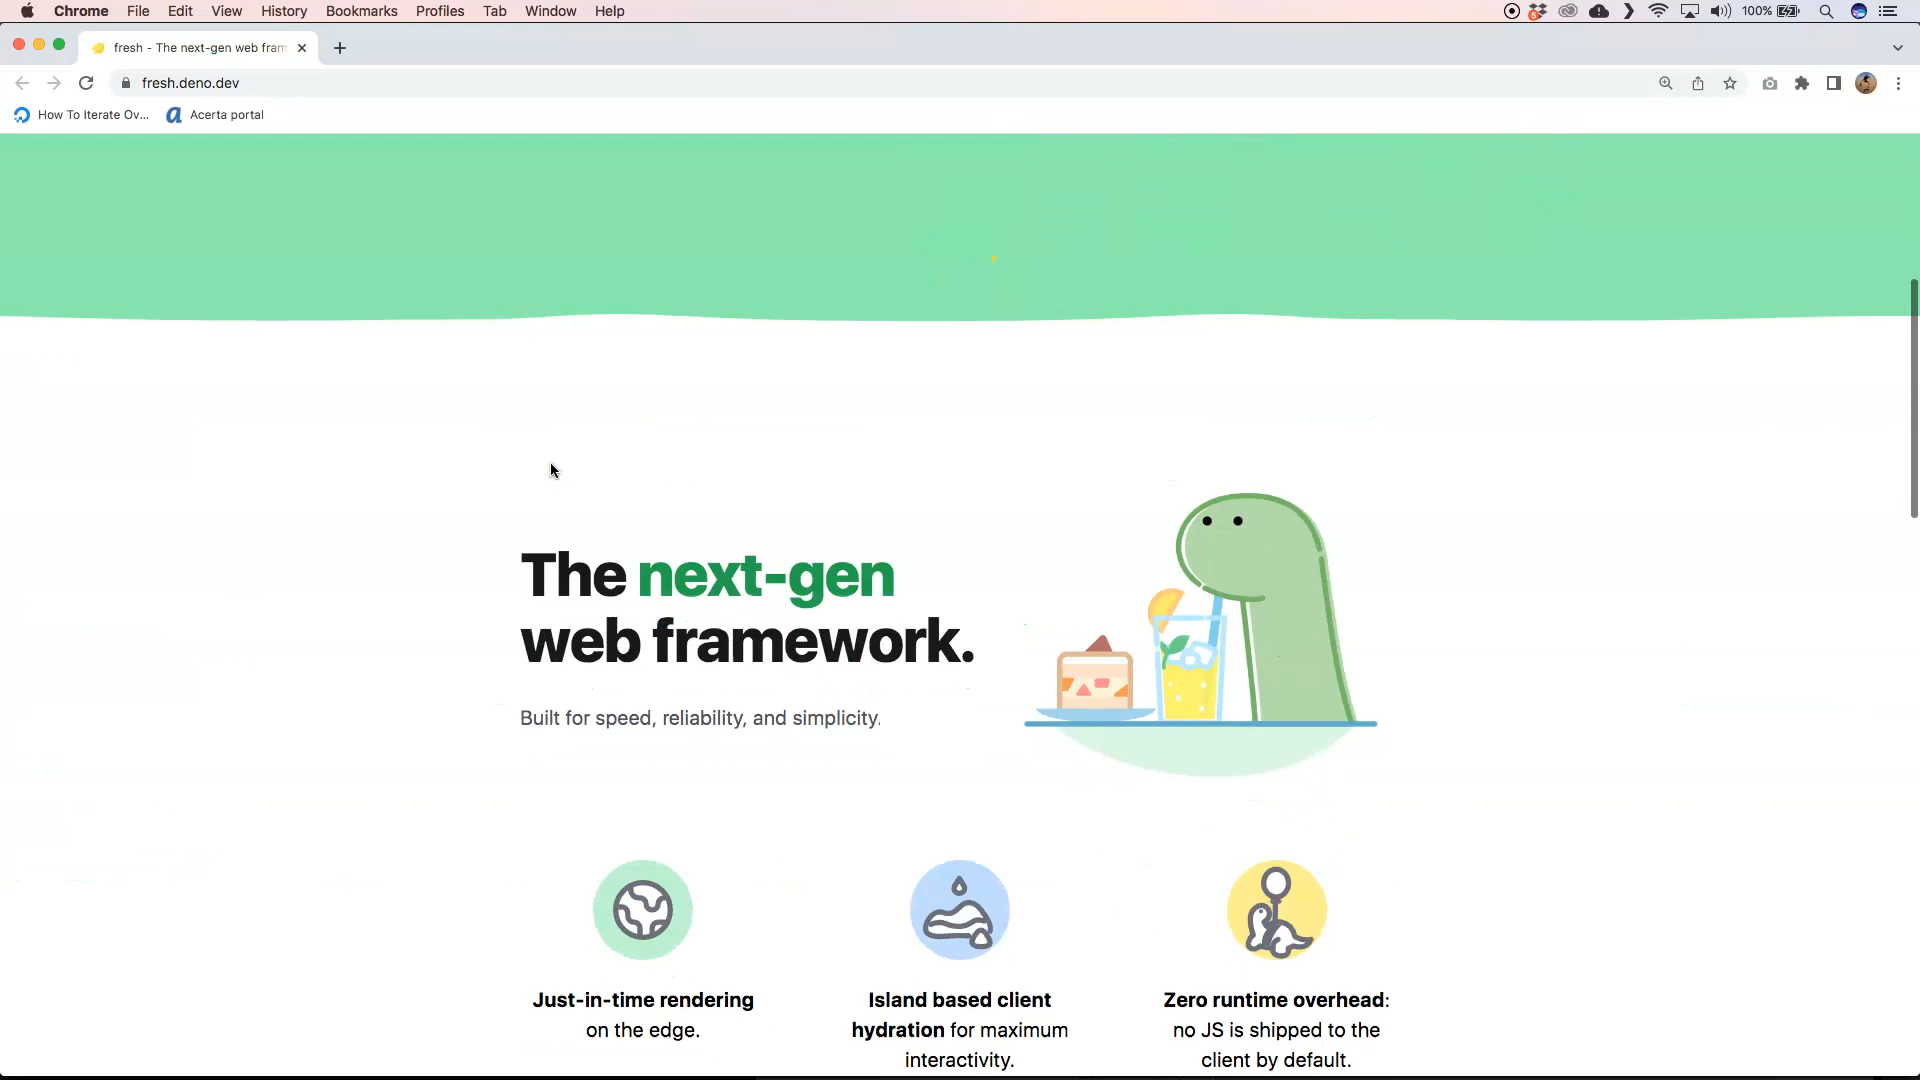 Chrome File Edit View History Bookmarks Profiles Tab Window Help 100%
fresh - The next-gen web fram
fresh.deno.dev
How To Iterate Ov... Acerta portal
The next-gen
web framework.
Built for speed, reliability, and simplicity.
Just-in-time rendering
on the edge.
Island based client
hydration for maximum
interactivity.
Zero runtime overhead:
no JS is shipped to the
client by default.